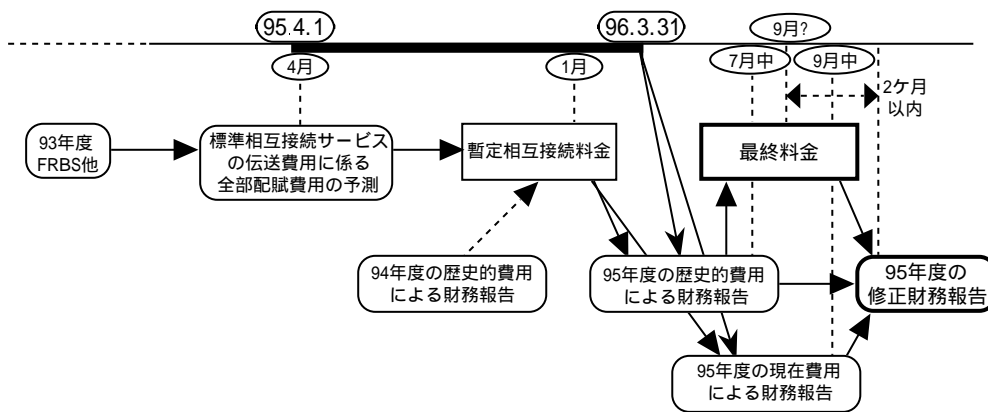 95.4.1
96.3.31
9月?
4月
1月
7月中
9月中
2ケ月
以内
93年度
FRBS他
標準相互接続サービス
の伝送費用に係る
全部配賦費用の予測
暫定相互接続料金
最終料金
94年度の歴史的費用
による財務報告
95年度の歴史的費用
による財務報告
95年度の
修正財務報告
95年度の現在費用
による財務報告